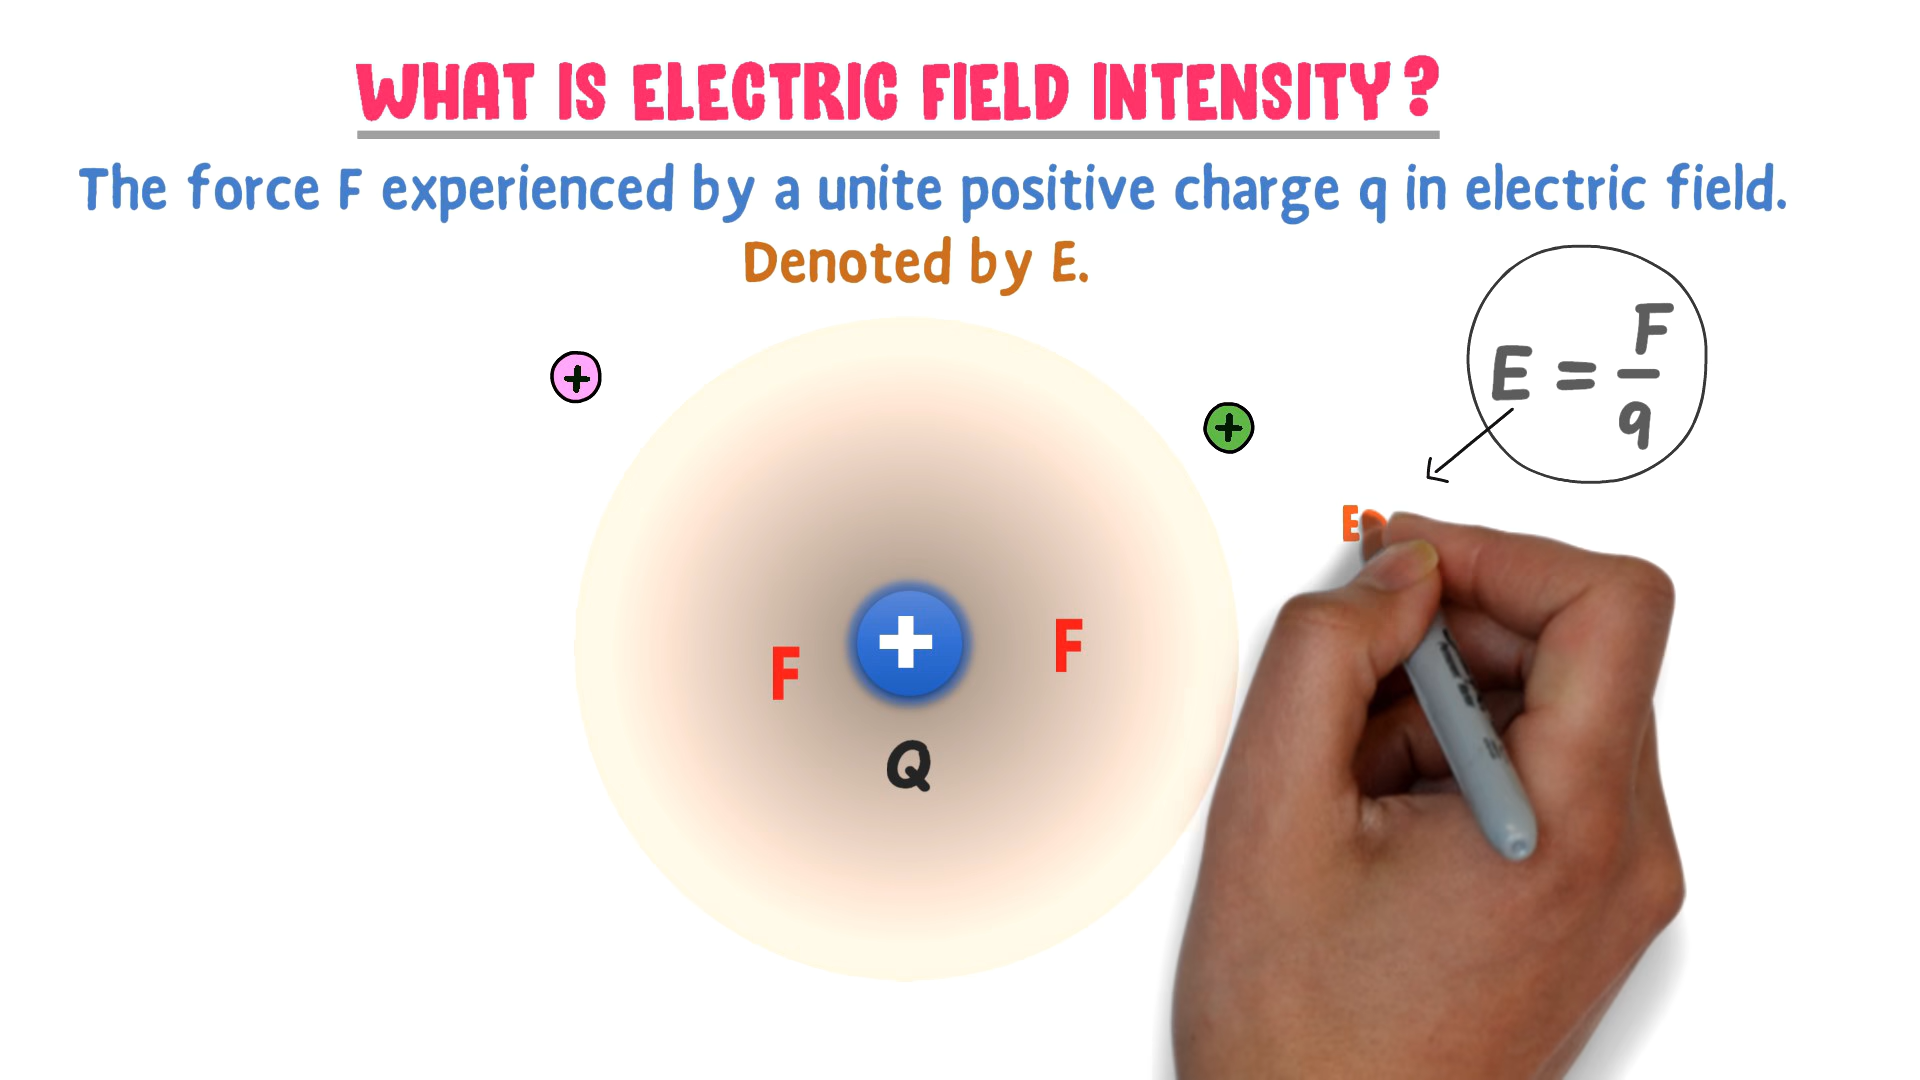 WHAT IS ELECTRIC FIELD INTENSITY?
The force F experienced by a unite positive charge q in electric field.
Denoted by E.
E = F
q
+
+
E
+
F
F
Q